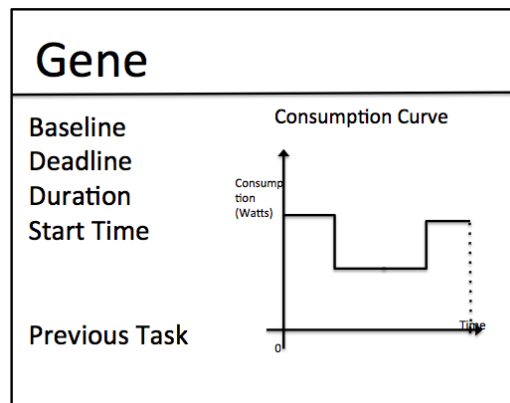 Gene
Baseline
Deadline
Duration
Start Time
Previous Task
Consumption Curve
Consump
tion
(Watts)
Time
0